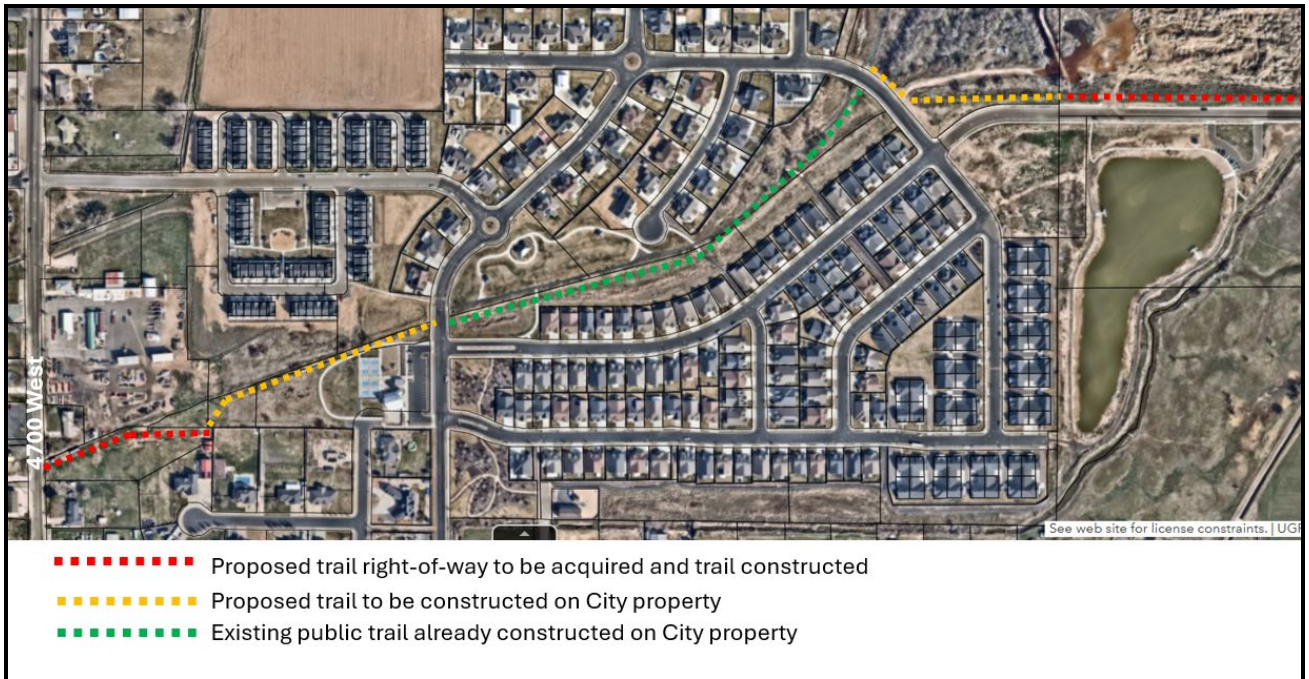 4700 West
See web site for license constraints. | UGR
Proposed trail right-of-way to be acquired and trail constructed
Proposed trail to be constructed on City property
Existing public trail already constructed on City property